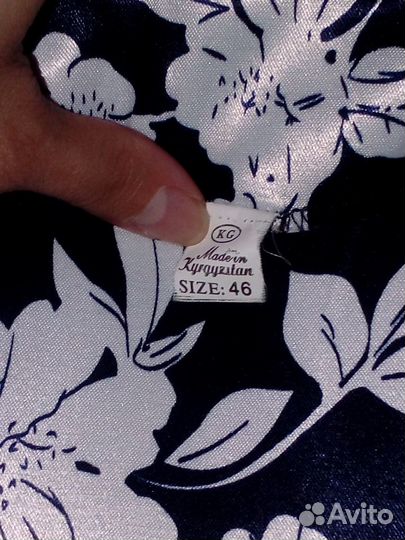 KG
Made in
Kyrgyzstan
SIZE: 46
Avito